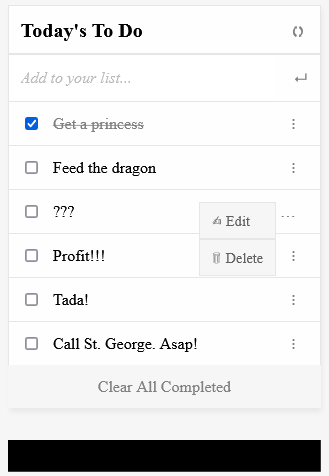 Today's To Do
Add to your list...
Get a princess
Feed the dragon
???
Edit
Profit!!!
Delete
Tada!
Call St. George. Asap!
Clear All Completed